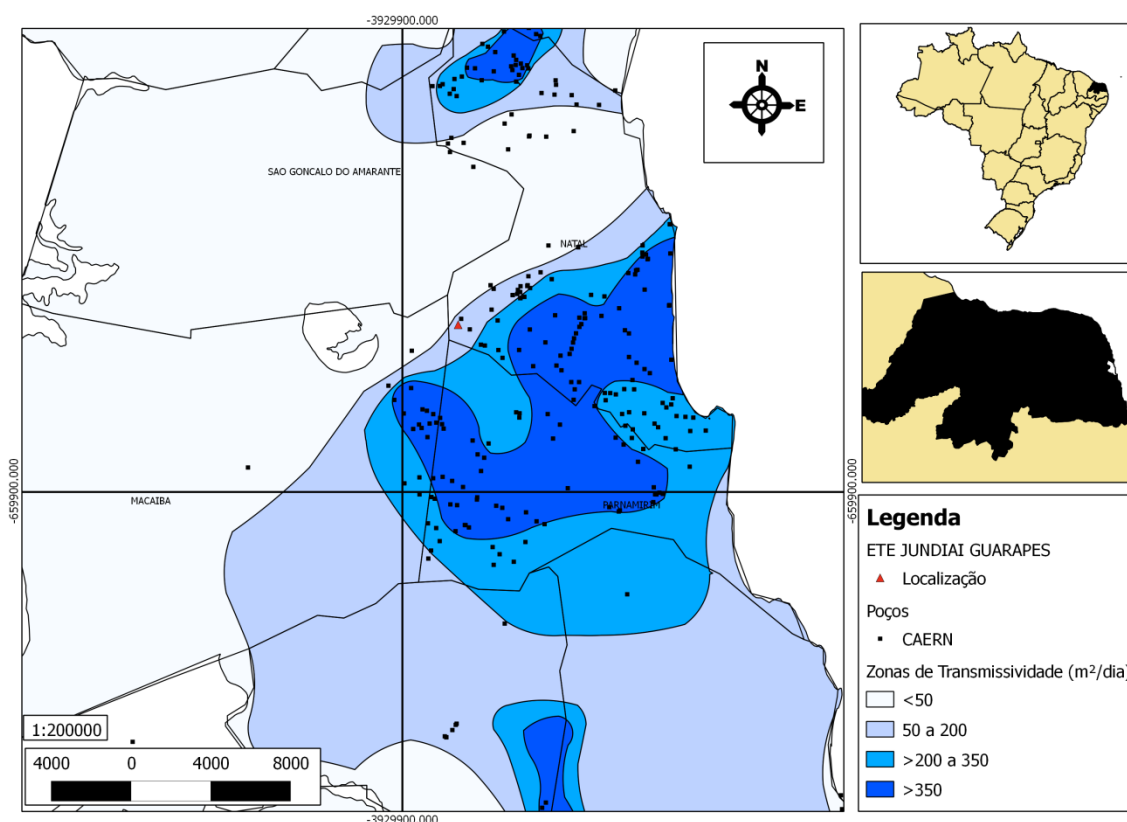 -3929900.000
N
E
SAO GONCALO DO AMARANTE
NATAL
-659900.000
-659900.000
MACAIBA
PARNAMIRIM
1:200000
4000 0 4000 8000
-3929900.000
Legenda
ETE JUNDIAI GUARAPES
Localização
Poços
CAERN
Zonas de Transmissividade (m²/dia)
<50
50 a 200
>200 a 350
>350